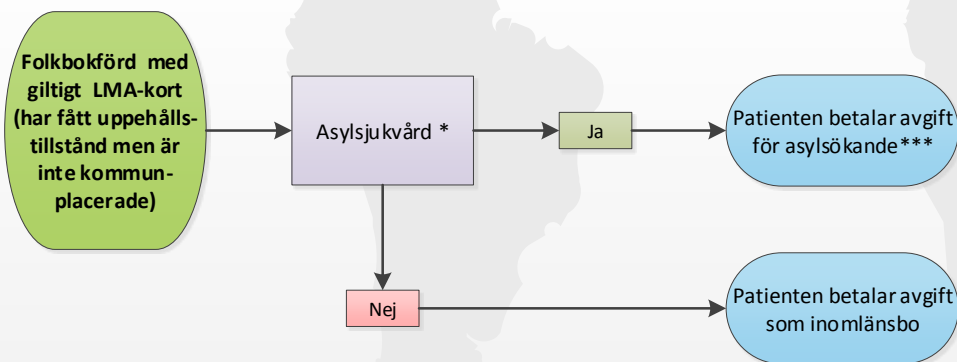 Folkbokförd med
giltigt LMA-kort
(har fått uppehålls-
tillstånd men är
inte kommun-
placerade)
Asylsjukvård *
Ja
Patienten betalar avgift
för asylsökande***
Nej
Patienten betalar avgift
som inomlänsbo